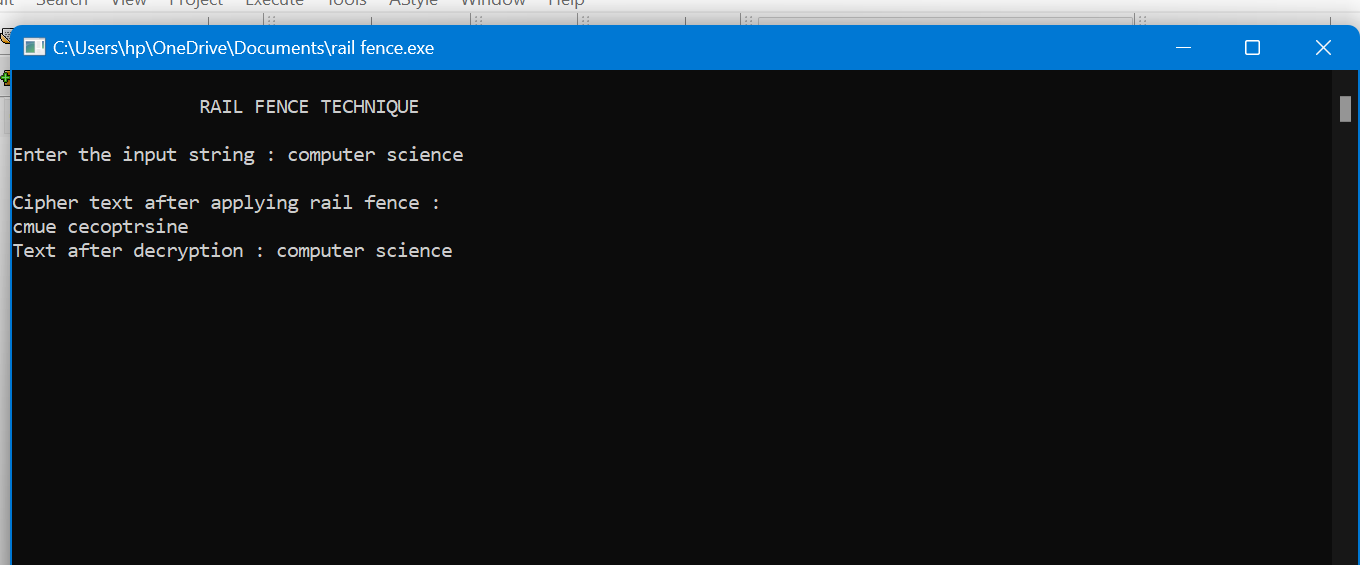 Search View Project Execute Tools AStyle Window Help
C:\Users\hp\OneDrive\Documents\rail fence.exe
RAIL FENCE TECHNIQUE
Enter the input string : computer science
Cipher text after applying rail fence :
cmue cecoptrsine
Text after decryption : computer science